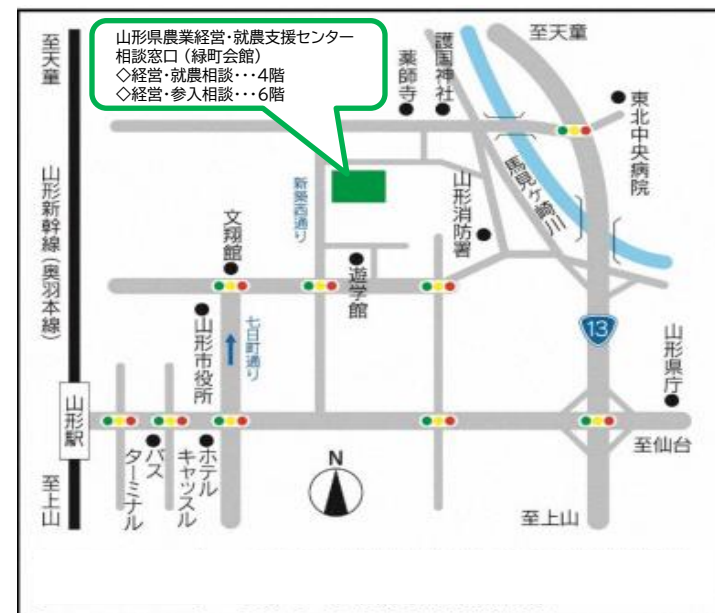 山形県農業経営・就農支援センター
相談窓口（緑町会館）
◇経営・就農相談・・・4階
◇経営・参入相談・・・6階
至天童
至天童
護国神社
薬師寺
東北中央病院
馬見ヶ崎川
山形新幹線(奥羽本線)
新築西通り
山形消防署
文翔館
遊学館
13
山形市役所
七日町通り
山形県庁
山形駅
至仙台
バス
ターミナル
ホテル
キャッスル
N
至上山
至上山